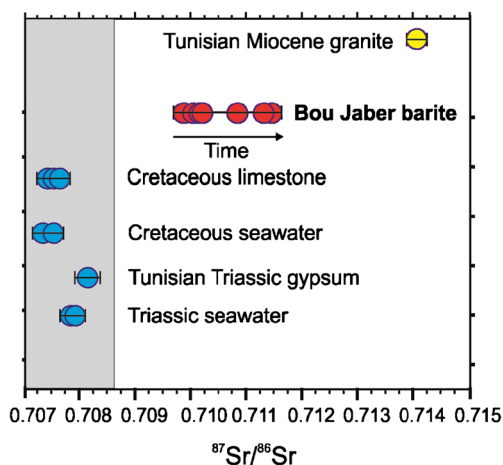 Tunisian Miocene granite
Bou Jaber barite
Time
Cretaceous limestone
Cretaceous seawater
Tunisian Triassic gypsum
Triassic seawater
0.707 0.708 0.709 0.710 0.711 0.712 0.713 0.714 0.715
⁸⁷Sr/⁸⁶Sr